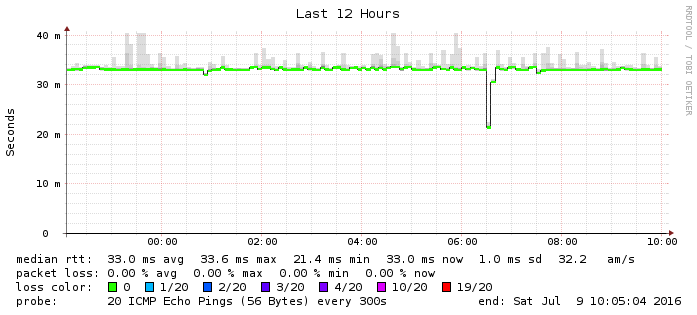 Last 12 Hours
RRDTOOL / TOBI OETIKER
Seconds
40 m
30 m
20 m
10 m
0
00:00 02:00 04:00 06:00 08:00 10:00
median rtt: 33.0 ms avg 33.6 ms max 21.4 ms min 33.0 ms now 1.0 ms sd 32.2 am/s
packet loss: 0.00 % avg 0.00 % max 0.00 % min 0.00 % now
loss color: 0 1/20 2/20 3/20 4/20 10/20 19/20
probe: 20 ICMP Echo Pings (56 Bytes) every 300s end: Sat Jul 9 10:05:04 2016